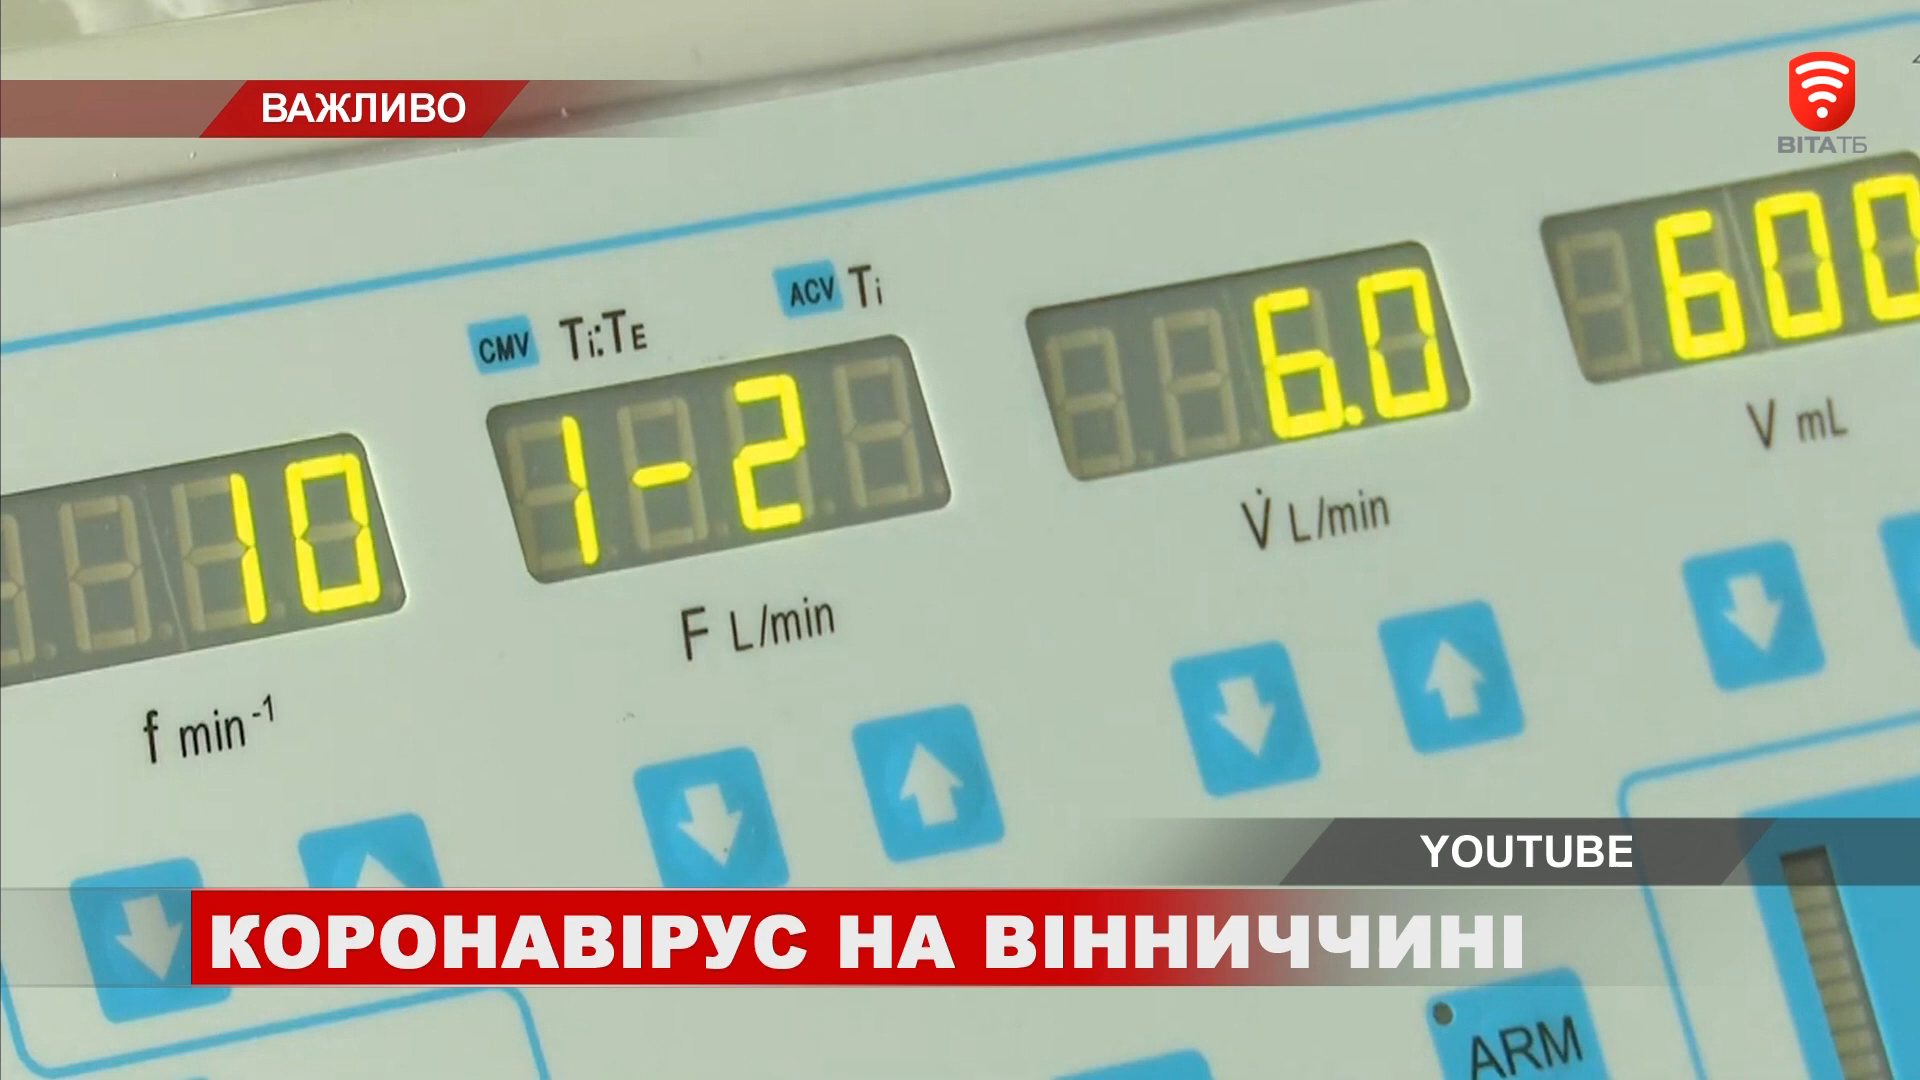 ВАЖЛИВО
ВІТАТБ
CMV Ti:TE
ACV Ti
10
1-2
6.0
600
f min-1
F L/min
V̇ L/min
V mL
YOUTUBE
КОРОНАВІРУС НА ВІННИЧЧИНІ
ARM